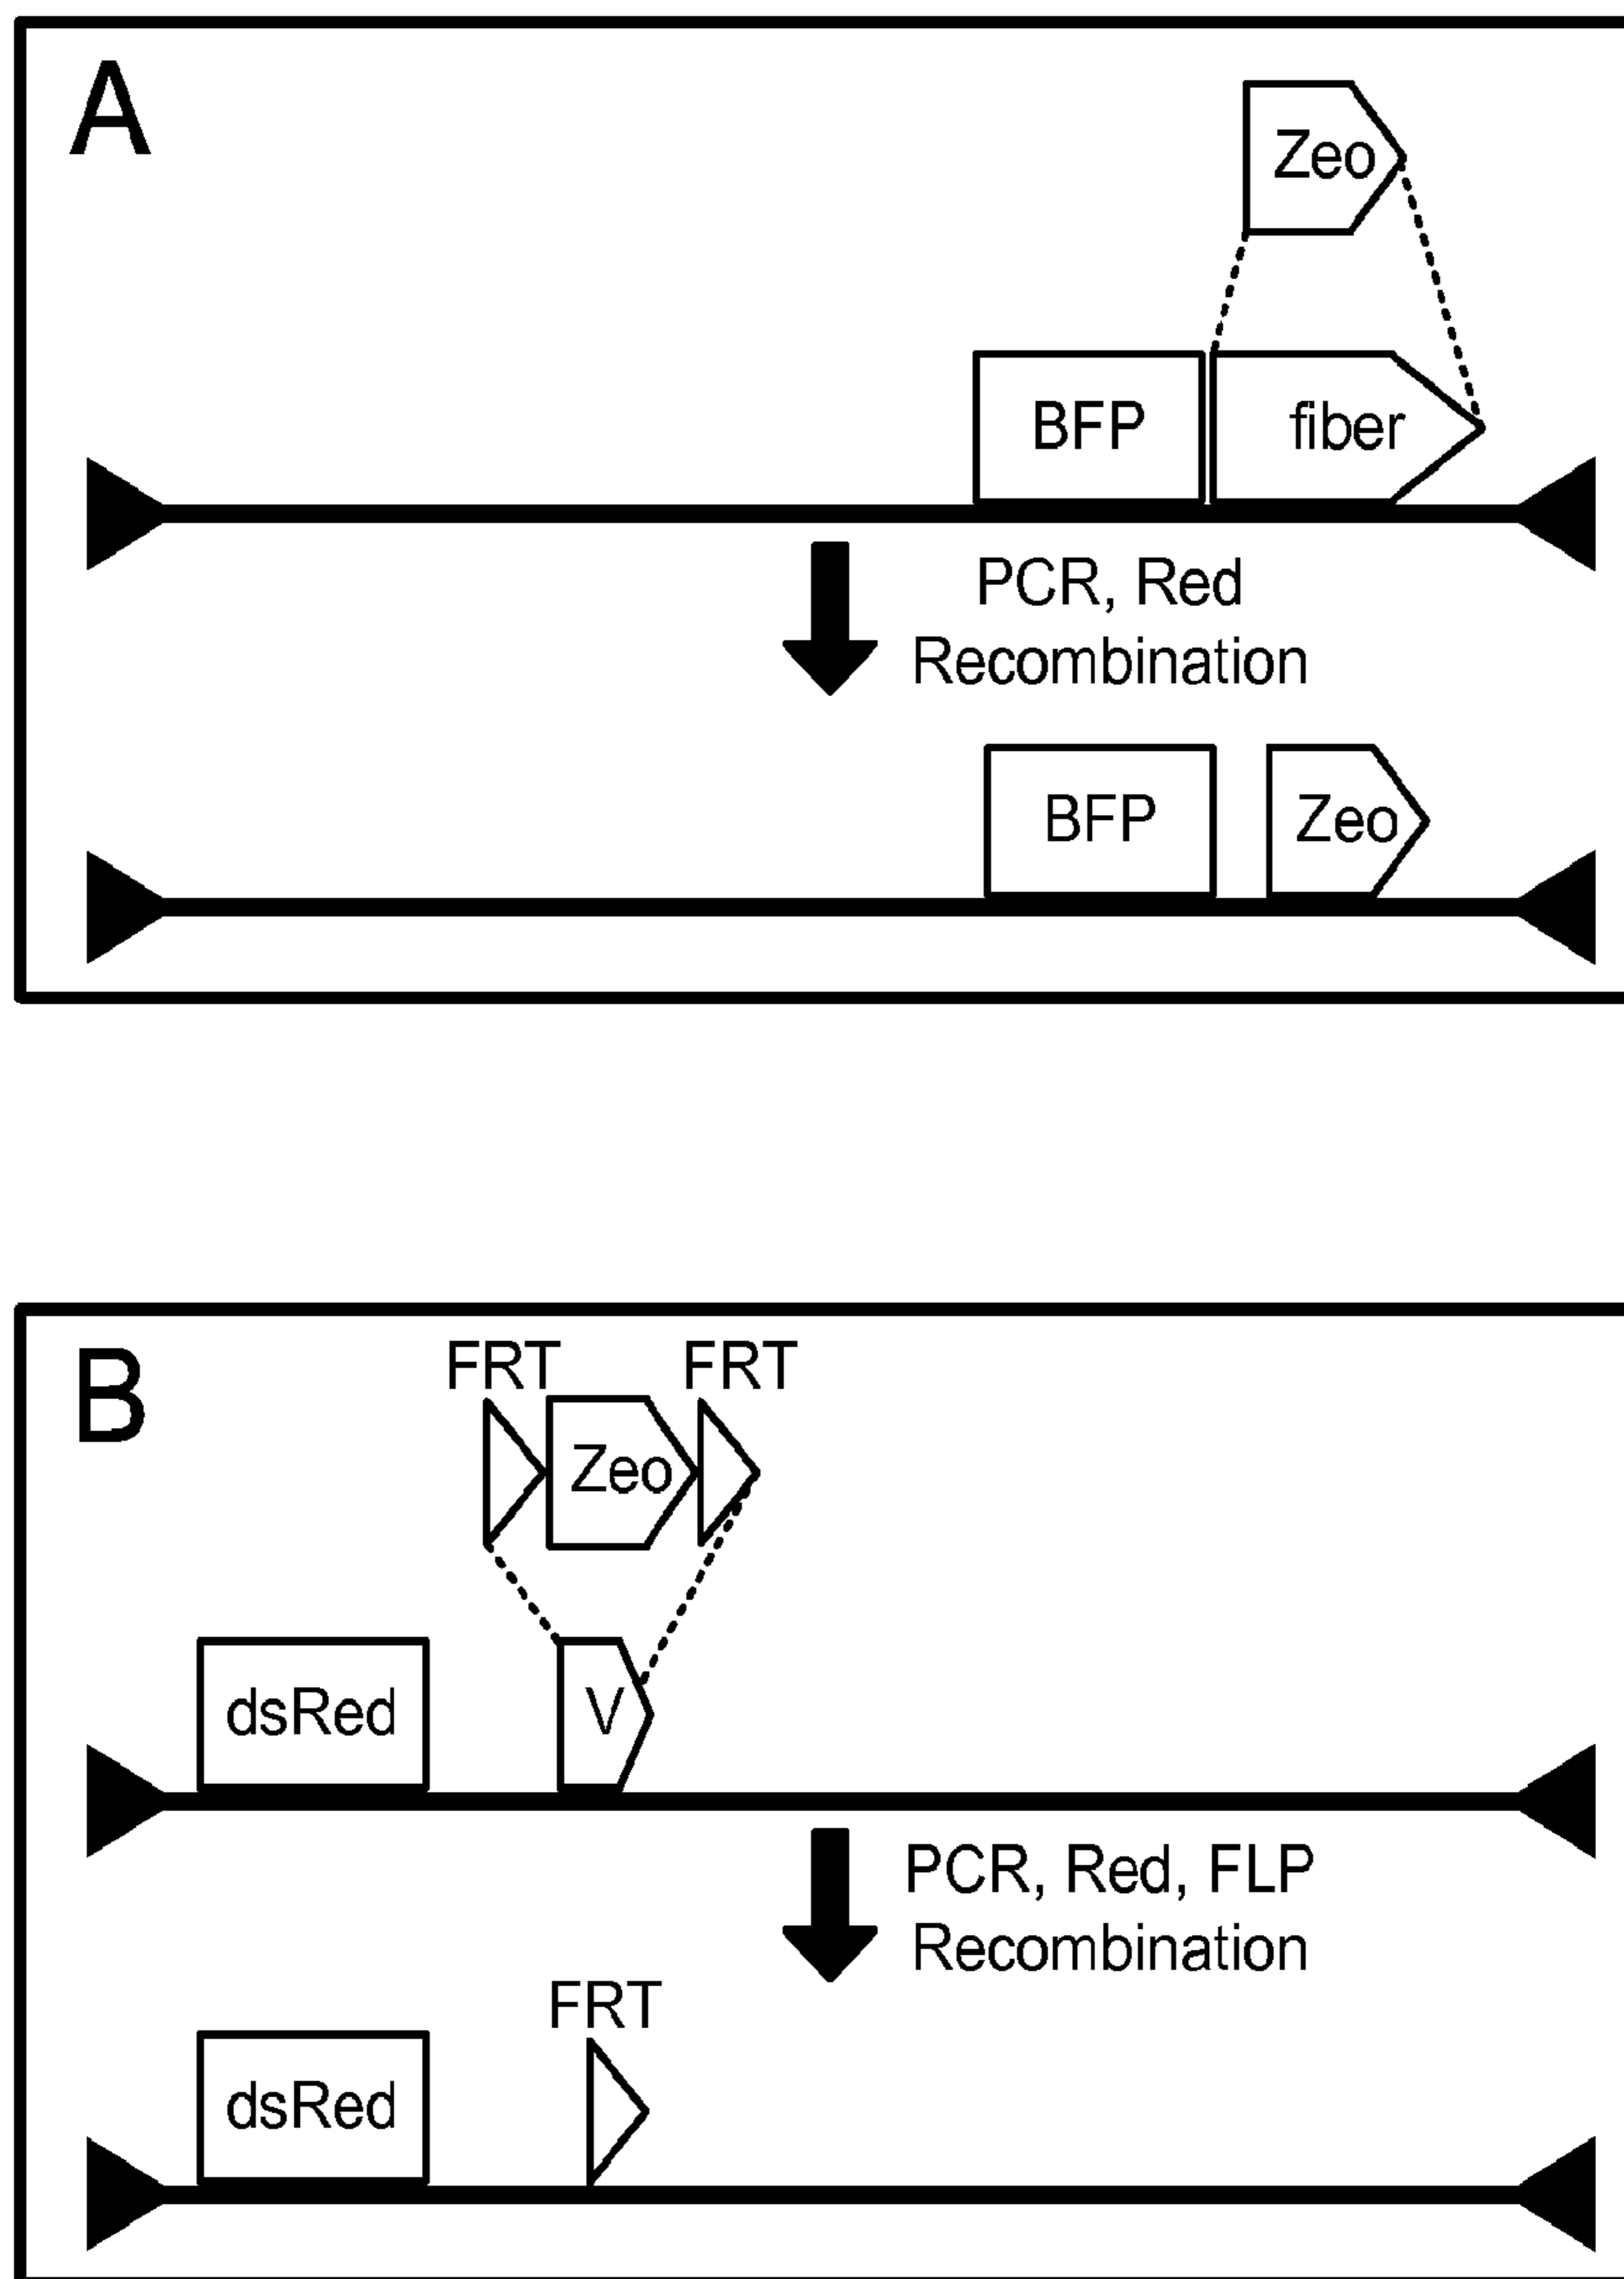 A
Zeo
BFP
fiber
PCR, Red
Recombination
BFP
Zeo
B
FRT
FRT
Zeo
dsRed
V
PCR, Red, FLP
Recombination
FRT
dsRed